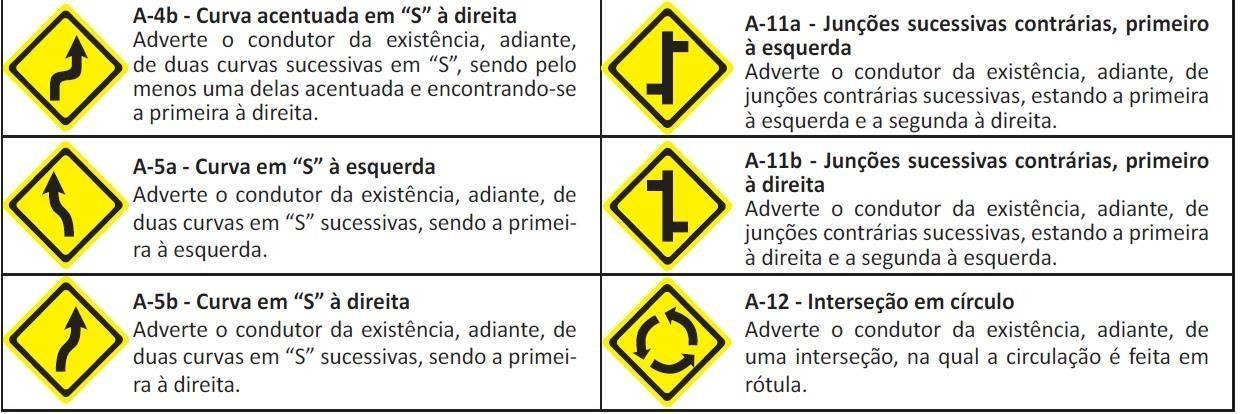 A-4b - Curva acentuada em “S” à direita
Adverte o condutor da existência, adiante,
de duas curvas sucessivas em “S”, sendo pelo
menos uma delas acentuada e encontrando-se
a primeira à direita.
A-5a - Curva em “S” à esquerda
Adverte o condutor da existência, adiante, de
duas curvas em “S” sucessivas, sendo a primei-
ra à esquerda.
A-5b - Curva em “S” à direita
Adverte o condutor da existência, adiante, de
duas curvas em “S” sucessivas, sendo a primei-
ra à direita.
A-11a - Junções sucessivas contrárias, primeiro
à esquerda
Adverte o condutor da existência, adiante, de
junções contrárias sucessivas, estando a primeira
à esquerda e a segunda à direita.
A-11b - Junções sucessivas contrárias, primeiro
à direita
Adverte o condutor da existência, adiante, de
junções contrárias sucessivas, estando a primeira
à direita e a segunda à esquerda.
A-12 - Interseção em círculo
Adverte o condutor da existência, adiante, de
uma interseção, na qual a circulação é feita em
rótula.